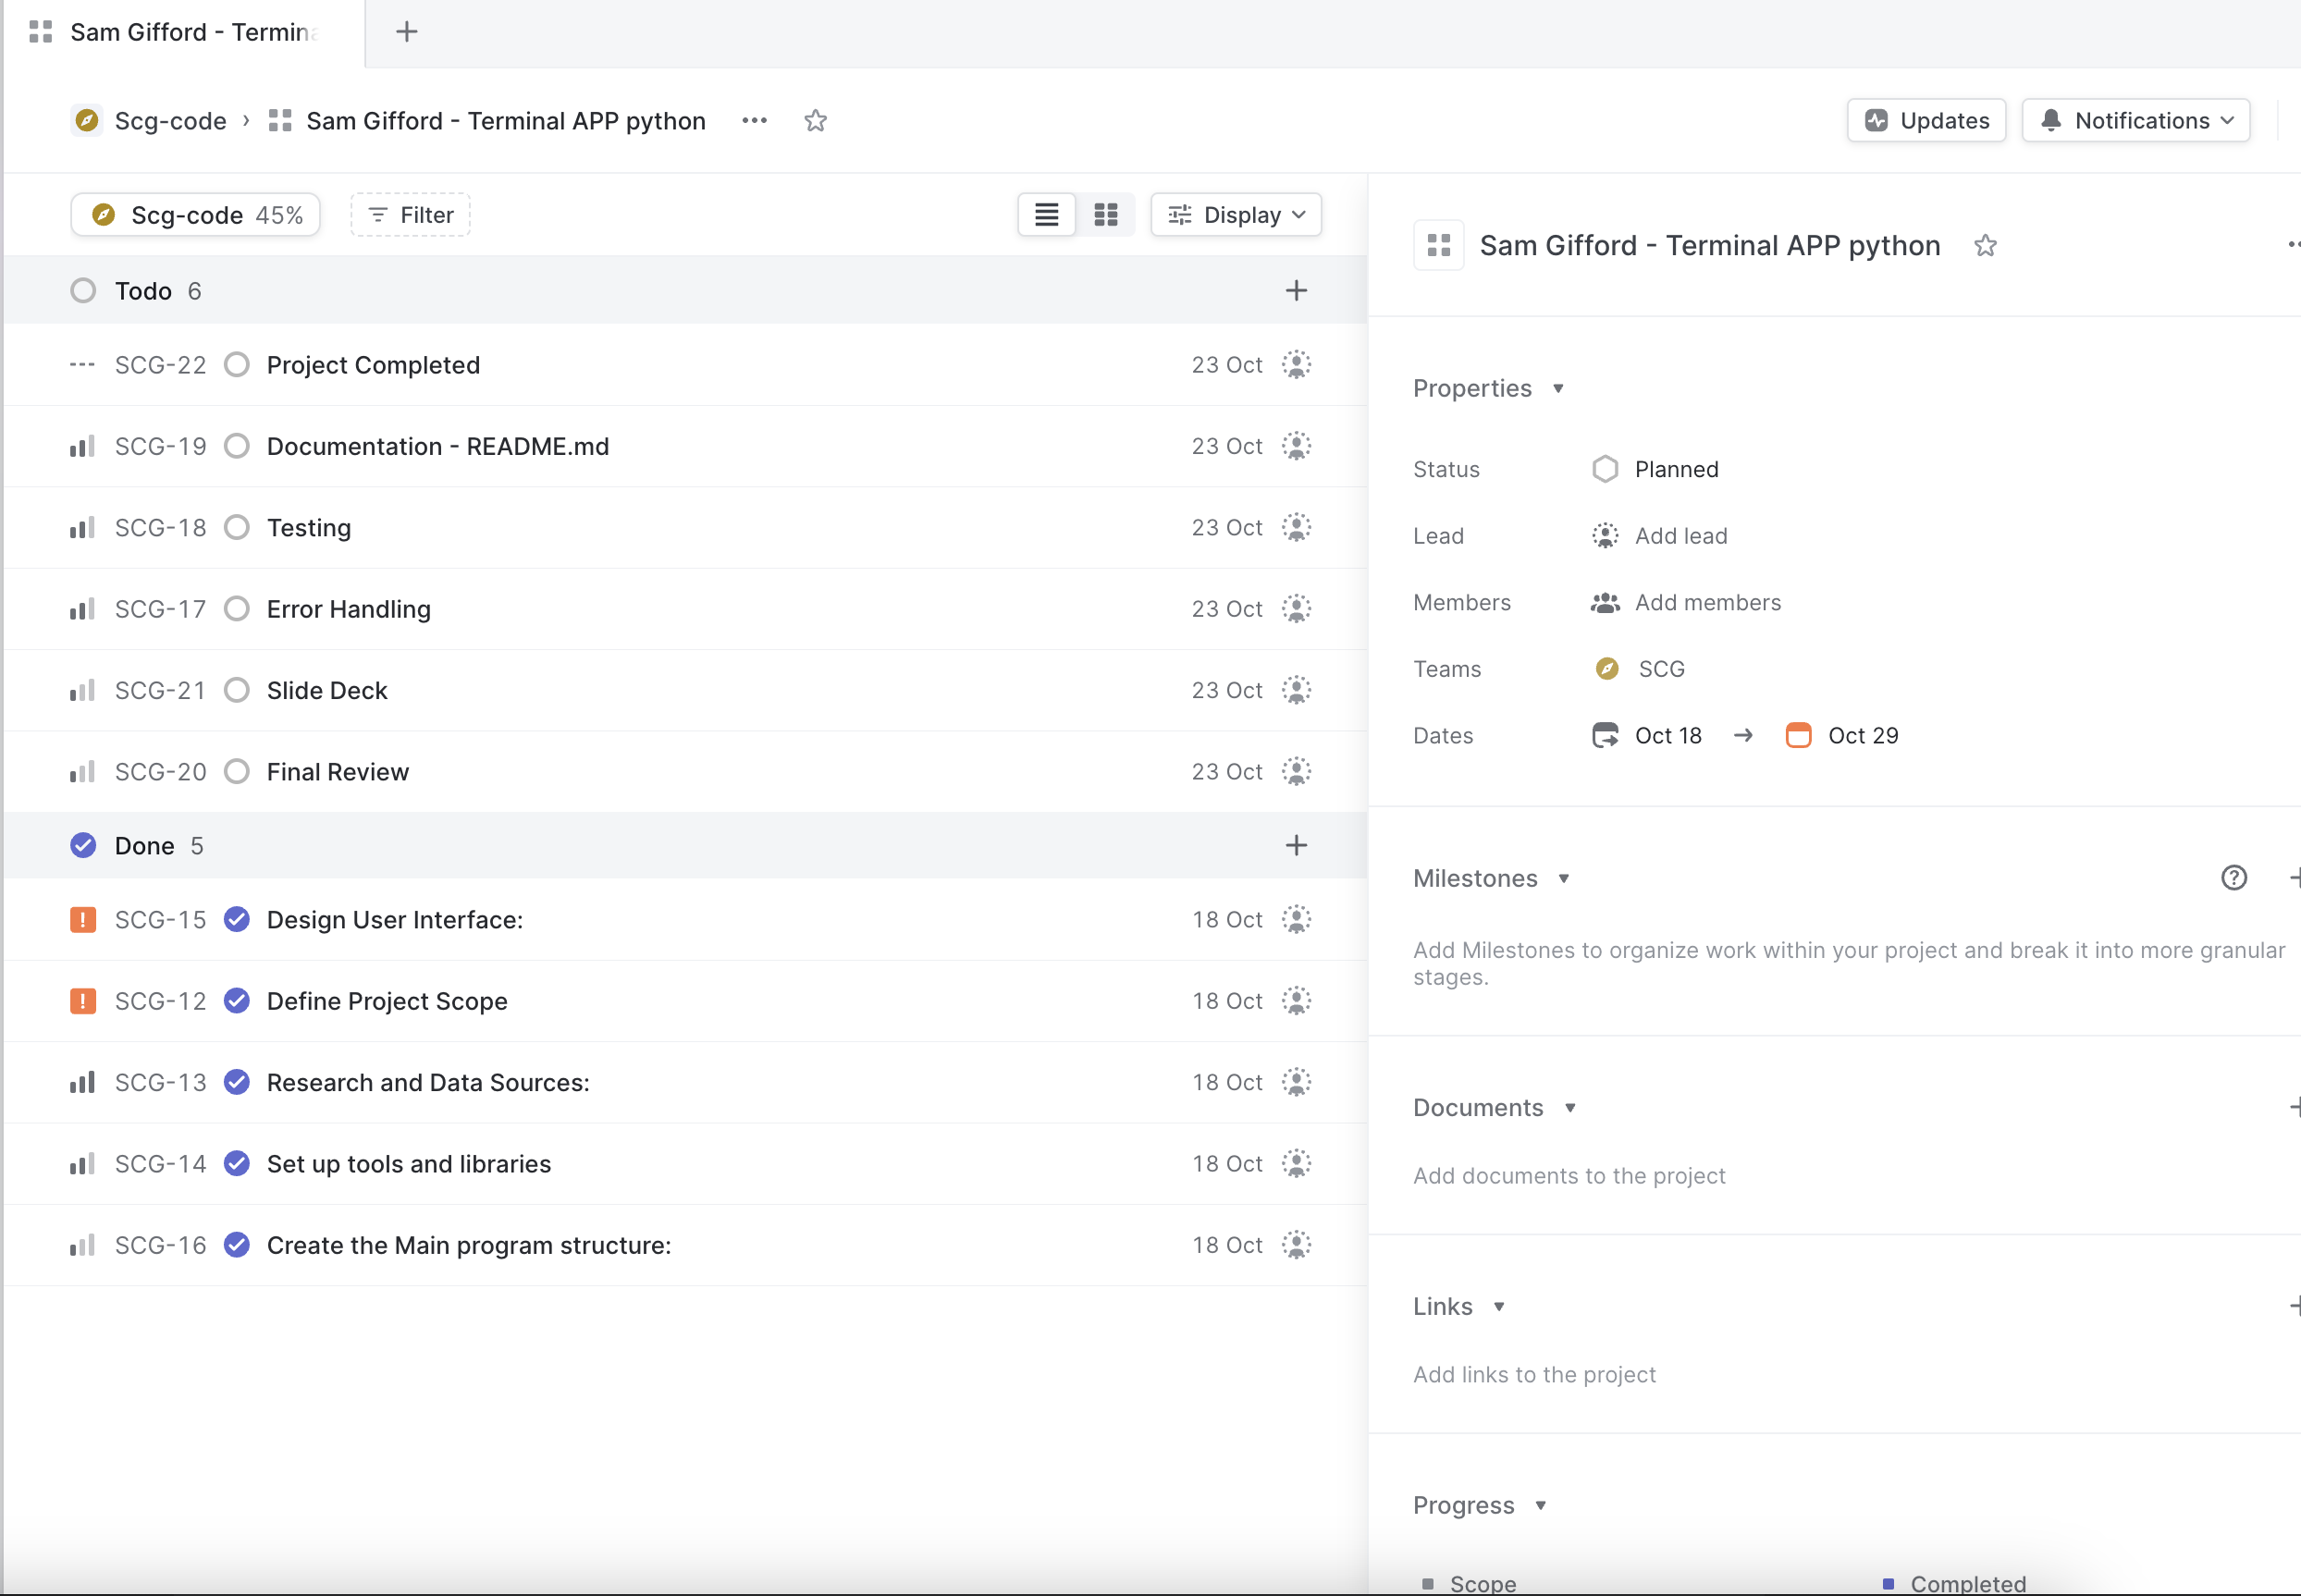 Sam Gifford - Termina
Scg-code › Sam Gifford - Terminal APP python
Updates
Notifications
Scg-code 45%
Filter
Display
Todo 6
SCG-22 Project Completed 23 Oct
SCG-19 Documentation - README.md 23 Oct
SCG-18 Testing 23 Oct
SCG-17 Error Handling 23 Oct
SCG-21 Slide Deck 23 Oct
SCG-20 Final Review 23 Oct
Done 5
SCG-15 Design User Interface: 18 Oct
SCG-12 Define Project Scope 18 Oct
SCG-13 Research and Data Sources: 18 Oct
SCG-14 Set up tools and libraries 18 Oct
SCG-16 Create the Main program structure: 18 Oct
Sam Gifford - Terminal APP python
Properties
Status Planned
Lead Add lead
Members Add members
Teams SCG
Dates Oct 18 → Oct 29
Milestones
Add Milestones to organize work within your project and break it into more granular
stages.
Documents
Add documents to the project
Links
Add links to the project
Progress
Scope Completed